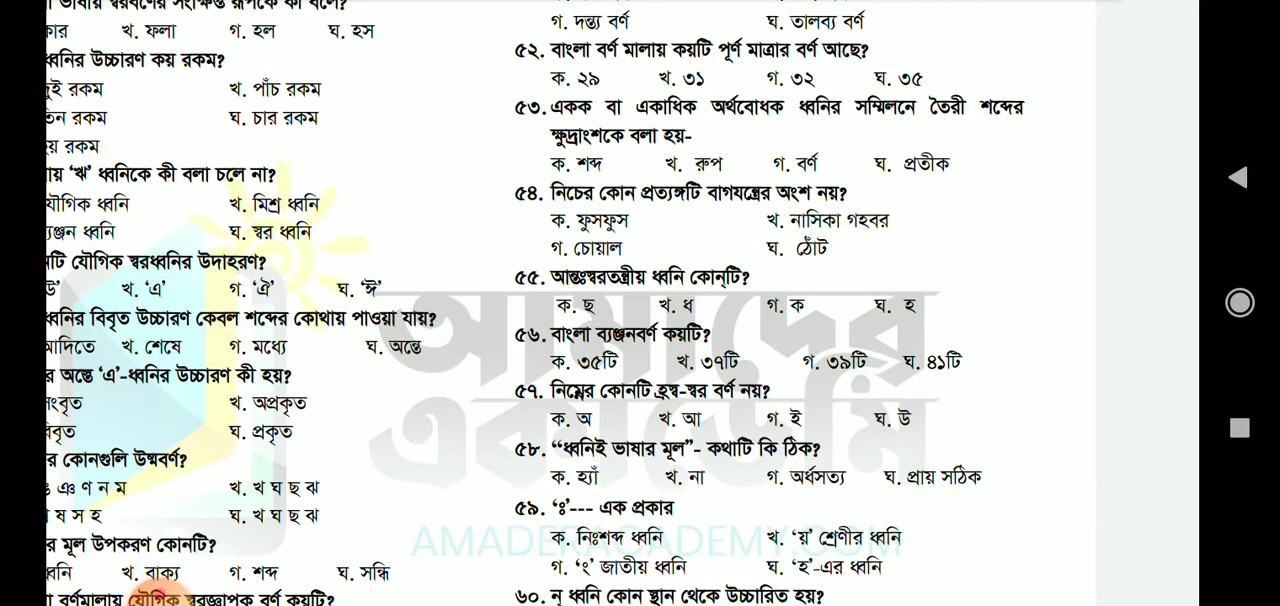 ভাষায় স্বরবর্ণের সংক্ষিপ্ত রূপকে কী বলে?
কার খ. ফলা গ. হল ঘ. হস
ধ্বনির উচ্চারণ কয় রকম?
দুই রকম খ. পাঁচ রকম
তিন রকম ঘ. চার রকম
য় রকম
ায় ‘ঋ’ ধ্বনিকে কী বলা চলে না?
যৌগিক ধ্বনি খ. মিশ্র ধ্বনি
ব্যঞ্জন ধ্বনি ঘ. স্বর ধ্বনি
নটি যৌগিক স্বরধ্বনির উদাহরণ?
উ’ খ. ‘এ’ গ. ‘ঐ’ ঘ. ‘ঈ’
ধ্বনির বিবৃত উচ্চারণ কেবল শব্দের কোথায় পাওয়া যায়?
আদিতে খ. শেষে গ. মধ্যে ঘ. অন্তে
র অন্তে ‘এ’-ধ্বনির উচ্চারণ কী হয়?
সংবৃত খ. অপ্রকৃত
বিবৃত ঘ. প্রকৃত
র কোনগুলি উষ্মবর্ণ?
ঙ ঞ ণ ন ম খ. খ ঘ ছ ঝ
ষ স হ ঘ. খ ঘ ছ ঝ
র মূল উপকরণ কোনটি?
ধ্বনি খ. বাক্য গ. শব্দ ঘ. সন্ধি
বর্ণমালায় যৌগিক স্বরজ্ঞাপক বর্ণ কয়টি?
গ. দন্ত্য বর্ণ ঘ. তালব্য বর্ণ
৫২. বাংলা বর্ণ মালায় কয়টি পূর্ণ মাত্রার বর্ণ আছে?
ক. ২৯ খ. ৩১ গ. ৩২ ঘ. ৩৫
৫৩. একক বা একাধিক অর্থবোধক ধ্বনির সম্মিলনে তৈরী শব্দের
ক্ষুদ্রাংশকে বলা হয়-
ক. শব্দ খ. রুপ গ. বর্ণ ঘ. প্রতীক
৫৪. নিচের কোন প্রত্যঙ্গটি বাগযন্ত্রের অংশ নয়?
ক. ফুসফুস খ. নাসিকা গহবর
গ. চোয়াল ঘ. ঠোঁট
৫৫. আন্তঃস্বরতন্ত্রীয় ধ্বনি কোন্‌টি?
ক. ছ খ. ধ গ. ক ঘ. হ
৫৬. বাংলা ব্যঞ্জনবর্ণ কয়টি?
ক. ৩৫টি খ. ৩৭টি গ. ৩৯টি ঘ. ৪১টি
৫৭. নিম্নের কোনটি হ্রস্ব-স্বর বর্ণ নয়?
ক. অ খ. আ গ. ই ঘ. উ
৫৮. “ধ্বনিই ভাষার মূল”- কথাটি কি ঠিক?
ক. হ্যাঁ খ. না গ. অর্ধসত্য ঘ. প্রায় সঠিক
৫৯. ‘ঃ’--- এক প্রকার
ক. নিঃশব্দ ধ্বনি খ. ‘য়’ শ্রেণীর ধ্বনি
গ. ‘ং’ জাতীয় ধ্বনি ঘ. ‘হ’-এর ধ্বনি
৬০. ন্ ধ্বনি কোন স্থান থেকে উচ্চারিত হয়?
আমাদের
একাডেমি
AMADERACADEMY.COM